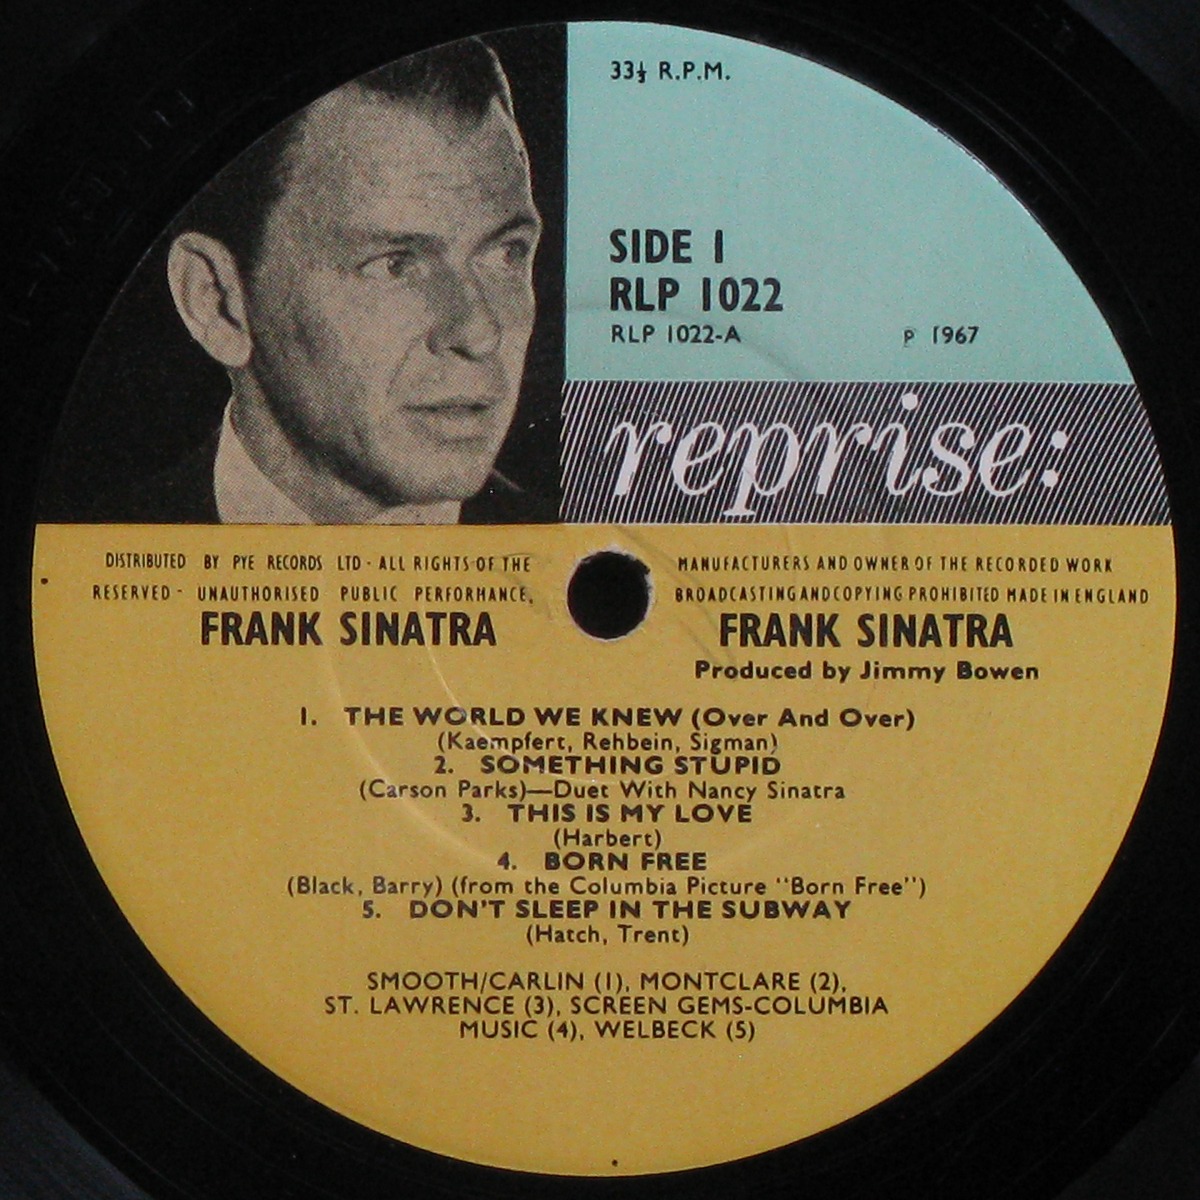 33⅓ R.P.M.
SIDE 1
RLP 1022
RLP 1022-A P 1967
reprise:
DISTRIBUTED BY PYE RECORDS LTD · ALL RIGHTS OF THE MANUFACTURERS AND OWNER OF THE RECORDED WORK
RESERVED - UNAUTHORISED PUBLIC PERFORMANCE, BROADCASTING AND COPYING PROHIBITED MADE IN ENGLAND
FRANK SINATRA FRANK SINATRA
Produced by Jimmy Bowen
1. THE WORLD WE KNEW (Over And Over)
(Kaempfert, Rehbein, Sigman)
2. SOMETHING STUPID
(Carson Parks)—Duet With Nancy Sinatra
3. THIS IS MY LOVE
(Harbert)
4. BORN FREE
(Black, Barry) (from the Columbia Picture "Born Free")
5. DON'T SLEEP IN THE SUBWAY
(Hatch, Trent)
SMOOTH/CARLIN (1), MONTCLARE (2),
ST. LAWRENCE (3), SCREEN GEMS-COLUMBIA
MUSIC (4), WELBECK (5)